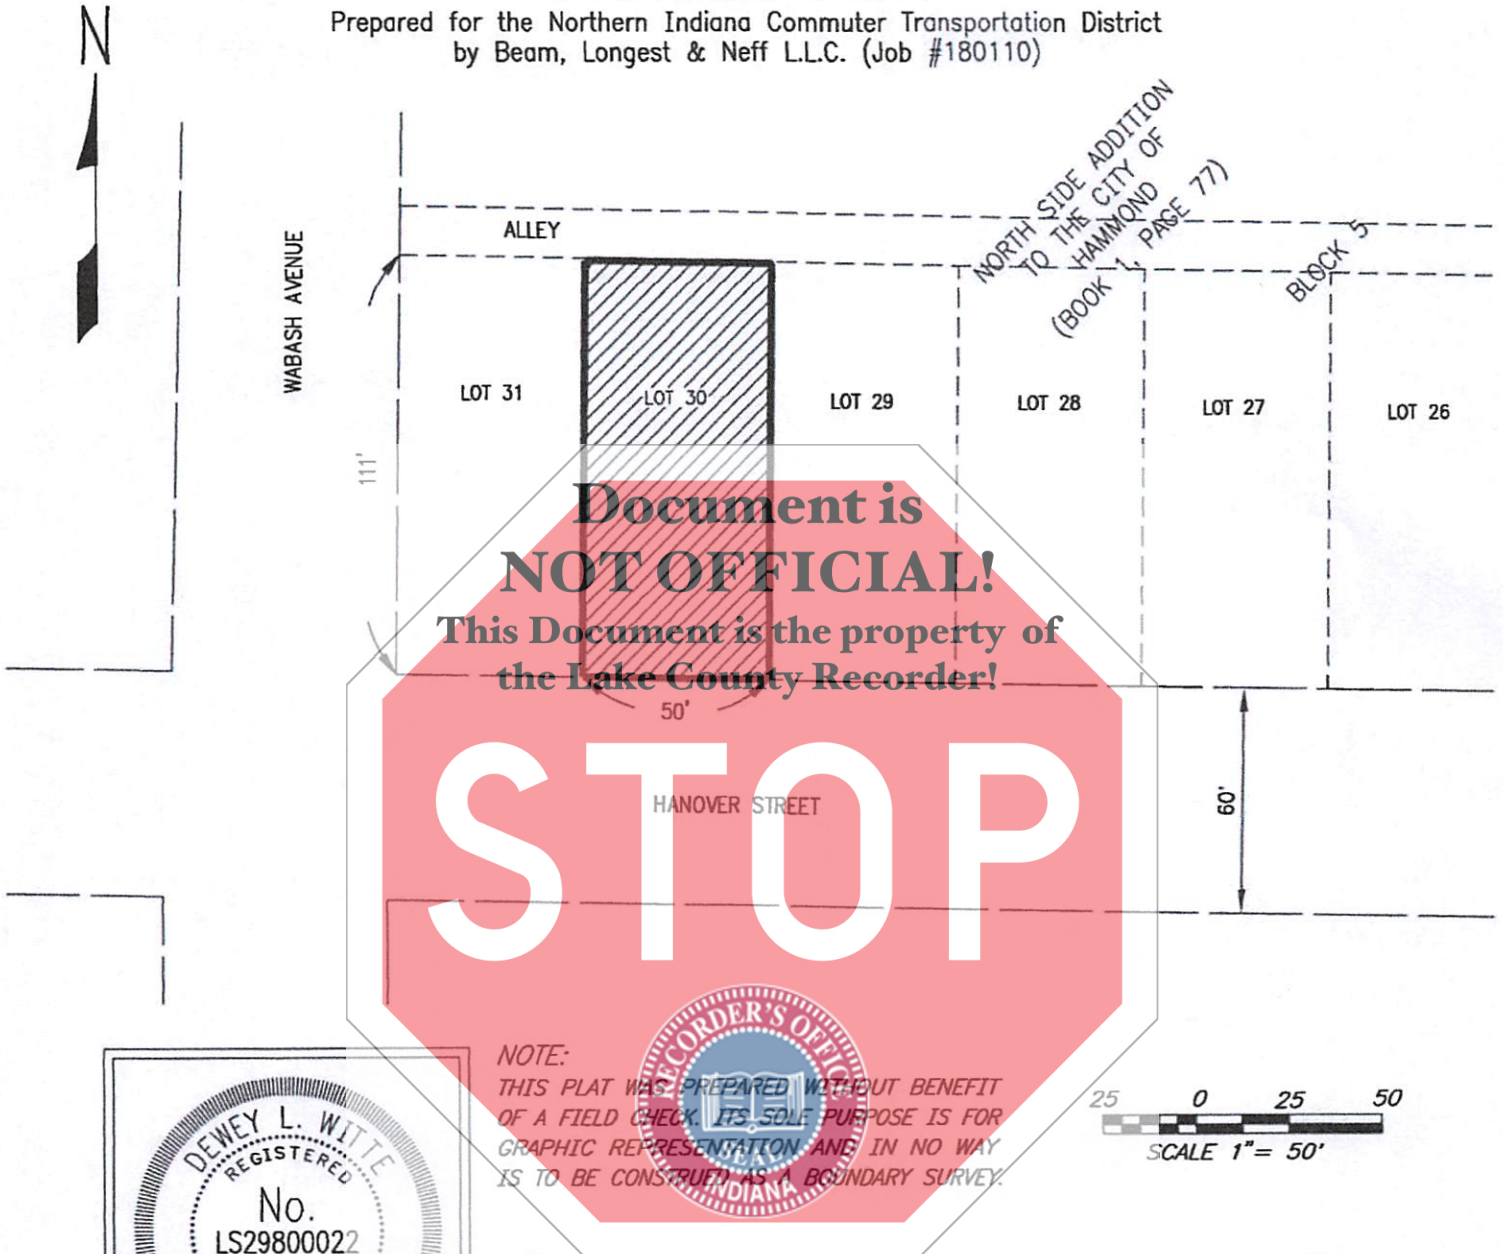 N
Prepared for the Northern Indiana Commuter Transportation District
by Beam, Longest & Neff L.L.C. (Job #180110)
NORTH SIDE ADDITION
TO THE CITY OF
HAMMOND
(BOOK 1, PAGE 77)
BLOCK 5
ALLEY
WABASH AVENUE
LOT 31
LOT 30
LOT 29
LOT 28
LOT 27
LOT 26
111'
Document is
NOT OFFICIAL!
This Document is the property of
the Lake County Recorder!
50'
STOP
HANOVER STREET
60'
NOTE:
THIS PLAT WAS PREPARED WITHOUT BENEFIT
OF A FIELD CHECK. ITS SOLE PURPOSE IS FOR
GRAPHIC REPRESENTATION AND IN NO WAY
IS TO BE CONSTRUED AS A BOUNDARY SURVEY.
RECORDER'S OFFICE
SEAL
INDIANA
25 0 25 50
SCALE 1"= 50'
DEWEY L. WITTE
REGISTERED
No.
LS29800022